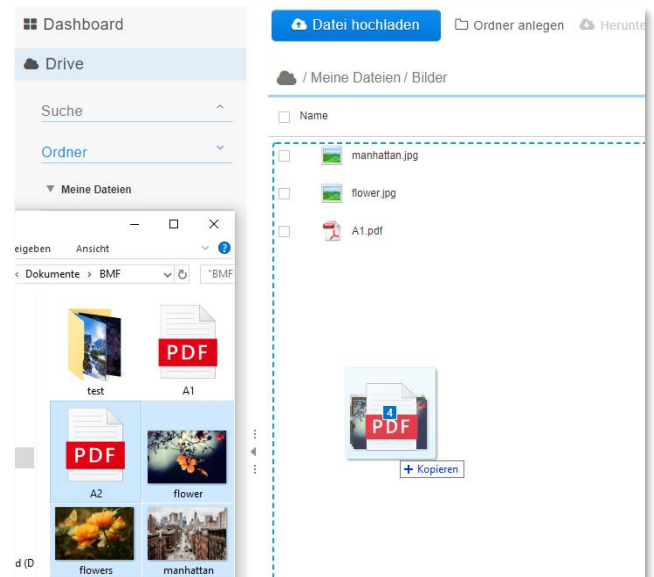 Dashboard
Datei hochladen
Ordner anlegen
Herunte
Drive
/ Meine Dateien / Bilder
Suche
Name
Ordner
manhattan.jpg
Meine Dateien
flower.jpg
A1.pdf
eigeben
Ansicht
?
‹ Dokumente › BMF
"BMF
PDF
test
A1
PDF
A2
flower
flowers
manhattan
d (D
4
PDF
+ Kopieren